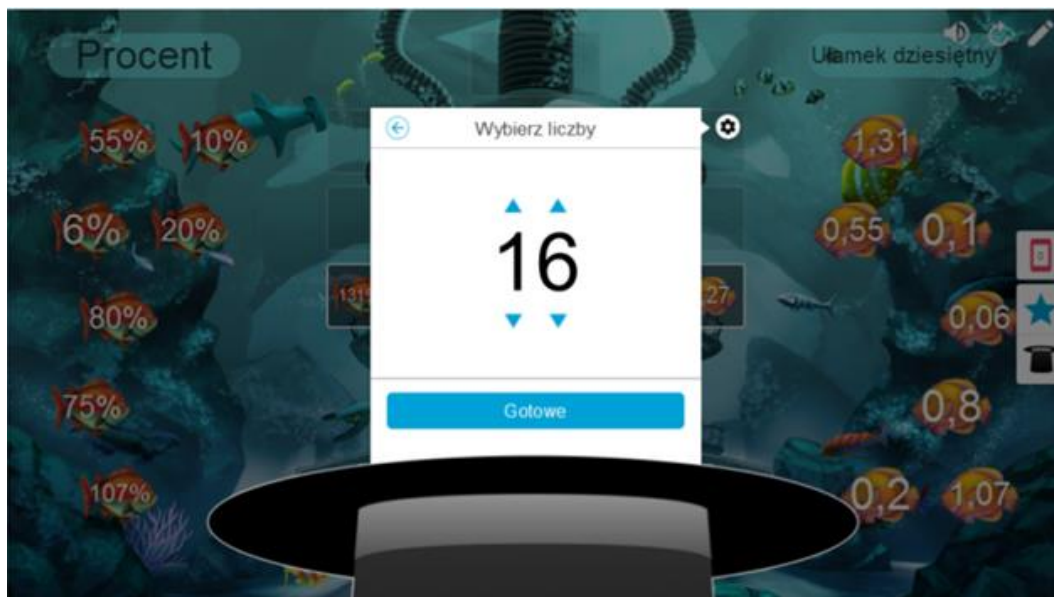 Procent
Ułamek dziesiętny
Wybierz liczby
55% 10%
1,31
6% 20%
0,55 0,1
16
80%
0,06
75%
0,8
Gotowe
107%
0,2 1,07